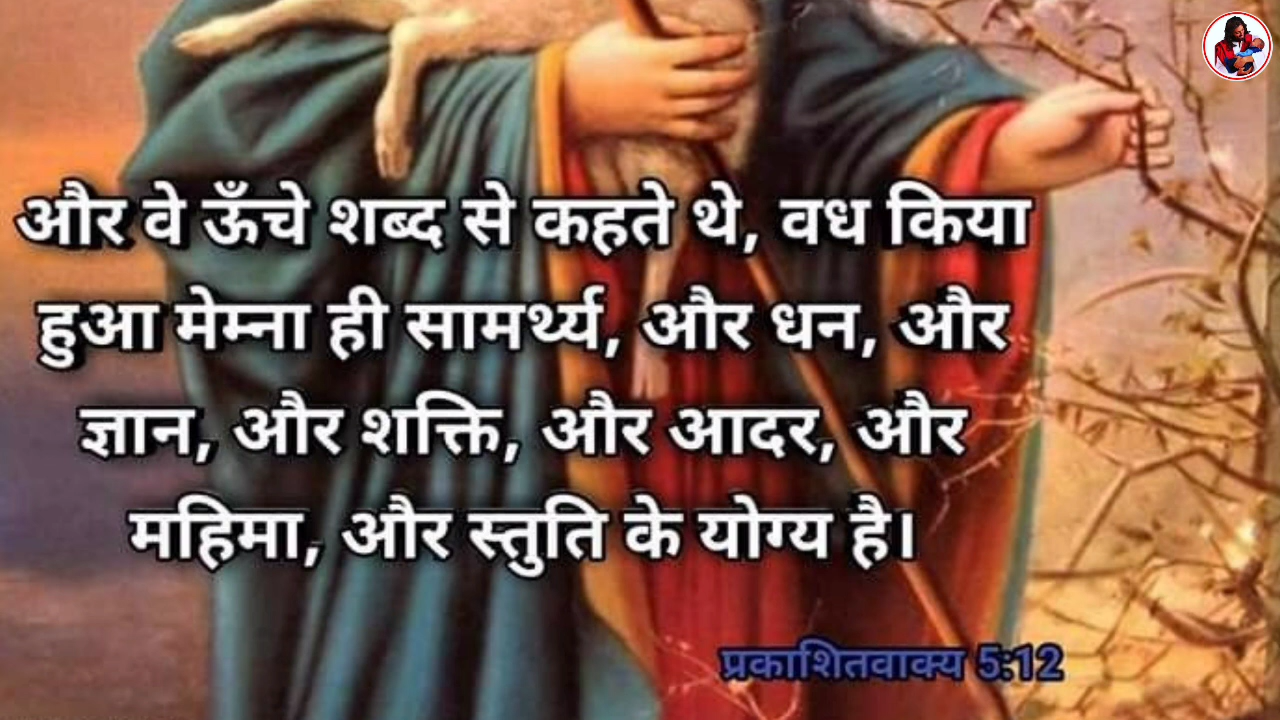 और वे ऊँचे शब्द से कहते थे, वध किया
हुआ मेम्ना ही सामर्थ्य, और धन, और
ज्ञान, और शक्ति, और आदर, और
महिमा, और स्तुति के योग्य है।
प्रकाशितवाक्य 5:12